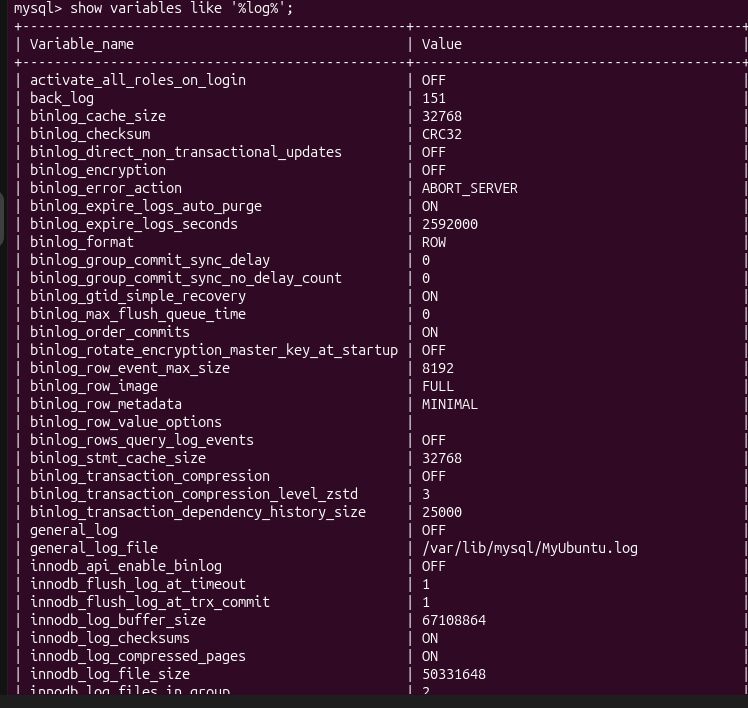 mysql> show variables like '%log%';
+------------------------------------------------+-----------------------------------------
| Variable_name | Value |
+------------------------------------------------+-----------------------------------------
| activate_all_roles_on_login | OFF |
| back_log | 151 |
| binlog_cache_size | 32768 |
| binlog_checksum | CRC32 |
| binlog_direct_non_transactional_updates | OFF |
| binlog_encryption | OFF |
| binlog_error_action | ABORT_SERVER |
| binlog_expire_logs_auto_purge | ON |
| binlog_expire_logs_seconds | 2592000 |
| binlog_format | ROW |
| binlog_group_commit_sync_delay | 0 |
| binlog_group_commit_sync_no_delay_count | 0 |
| binlog_gtid_simple_recovery | ON |
| binlog_max_flush_queue_time | 0 |
| binlog_order_commits | ON |
| binlog_rotate_encryption_master_key_at_startup | OFF |
| binlog_row_event_max_size | 8192 |
| binlog_row_image | FULL |
| binlog_row_metadata | MINIMAL |
| binlog_row_value_options | |
| binlog_rows_query_log_events | OFF |
| binlog_stmt_cache_size | 32768 |
| binlog_transaction_compression | OFF |
| binlog_transaction_compression_level_zstd | 3 |
| binlog_transaction_dependency_history_size | 25000 |
| general_log | OFF |
| general_log_file | /var/lib/mysql/MyUbuntu.log |
| innodb_api_enable_binlog | OFF |
| innodb_flush_log_at_timeout | 1 |
| innodb_flush_log_at_trx_commit | 1 |
| innodb_log_buffer_size | 67108864 |
| innodb_log_checksums | ON |
| innodb_log_compressed_pages | ON |
| innodb_log_file_size | 50331648 |
| innodb_log_files_in_group | 2 |